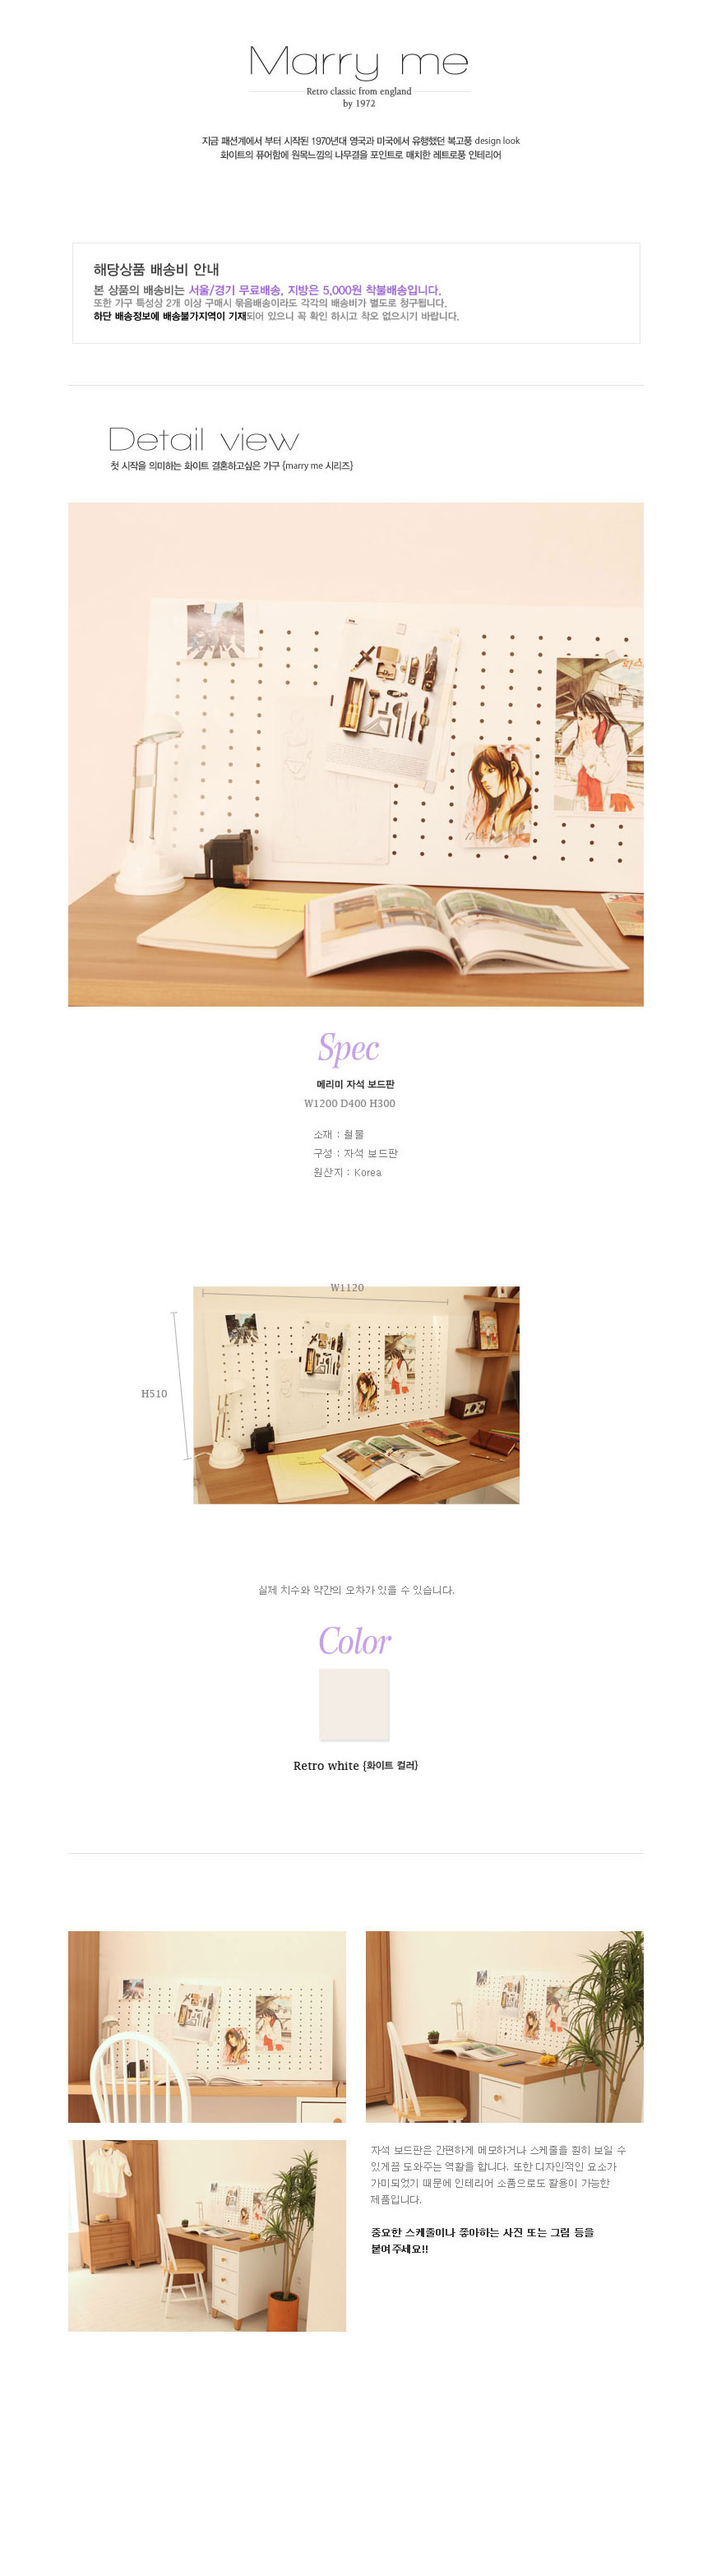 Marry me
Retro classic from england
by 1972
지금 패션계에서 부터 시작된 1970년대 영국과 미국에서 유행했던 복고풍 design look
화이트의 퓨어함에 원목느낌의 나무결을 포인트로 매치한 레트로풍 인테리어
해당상품 배송비 안내
본 상품의 배송비는 서울/경기 무료배송, 지방은 5,000원 착불배송입니다.
또한 가구 특성상 2개 이상 구매시 묶음배송이라도 각각의 배송비가 별도로 청구됩니다.
하단 배송정보에 배송불가지역이 기재되어 있으니 꼭 확인 하시고 착오 없으시기 바랍니다.
Detail view
첫 시작을 의미하는 화이트 결혼하고싶은 가구 {marry me 시리즈}
Spec
메리미 자석 보드판
W1200 D400 H300
소재 : 철물
구성 : 자석 보드판
원산지 : Korea
W1120
H510
실제 치수와 약간의 오차가 있을 수 있습니다.
Color
Retro white {화이트 컬러}
자석 보드판은 간편하게 메모하거나 스케줄을 훤히 보일 수
있게끔 도와주는 역활을 합니다. 또한 디자인적인 요소가
가미되었기 때문에 인테리어 소품으로도 활용이 가능한
제품입니다.
중요한 스케줄이나 좋아하는 사진 또는 그림 등을
붙여주세요!!